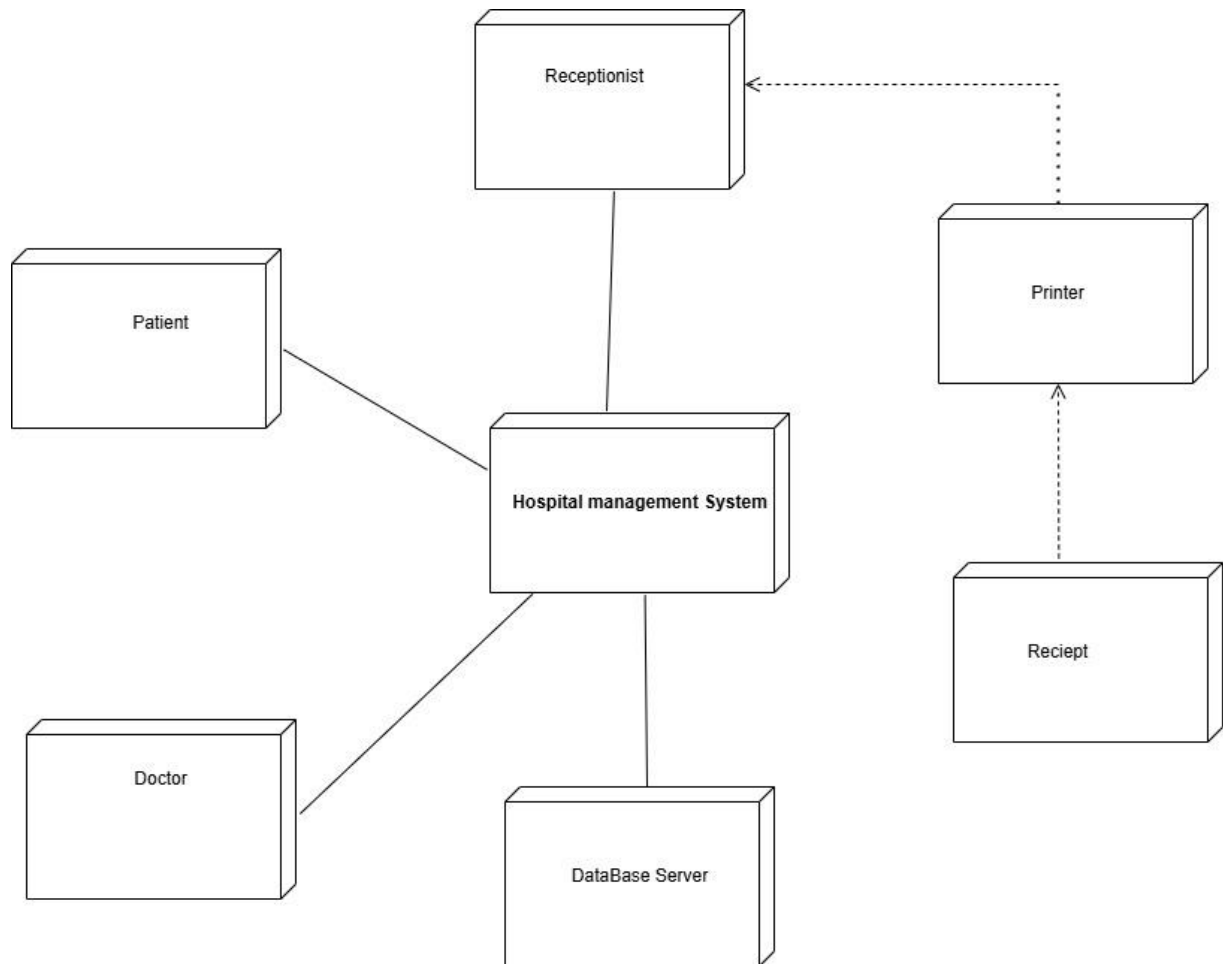 Receptionist
Printer
Patient
Hospital management System
Reciept
Doctor
DataBase Server